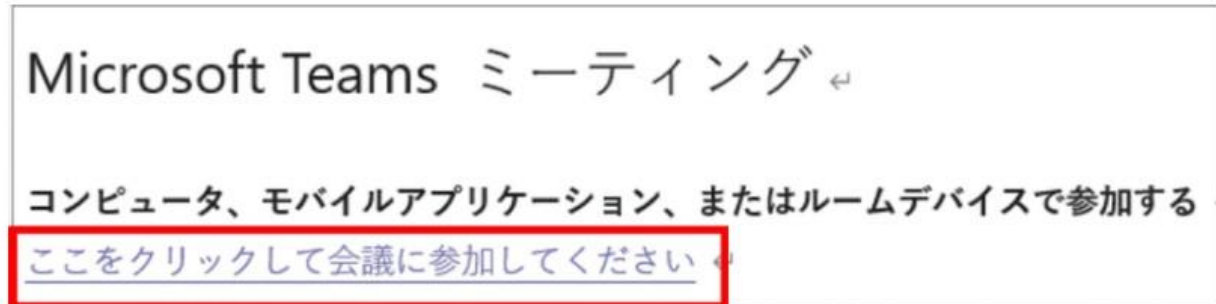 Microsoft Teams ミーティング
コンピュータ、モバイルアプリケーション、またはルームデバイスで参加する
ここをクリックして会議に参加してください